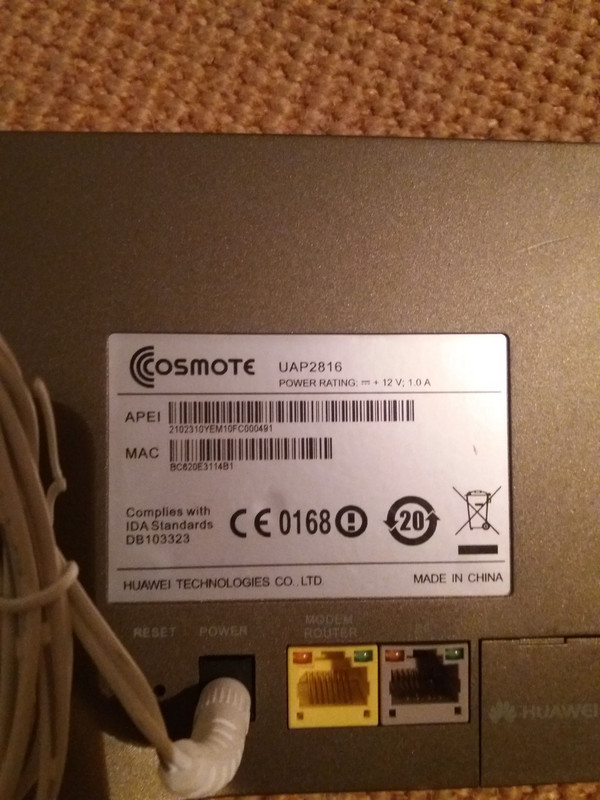 COSMOTE UAP2816
POWER RATING: ⎓ + 12 V; 1.0 A
APEI
2102310YEM10FC000491
MAC
BC620E3114B1
Complies with
IDA Standards
DB103323
CE 0168
20
HUAWEI TECHNOLOGIES CO.,LTD.
MADE IN CHINA
RESET
POWER
MODEM
ROUTER
HUAWEI